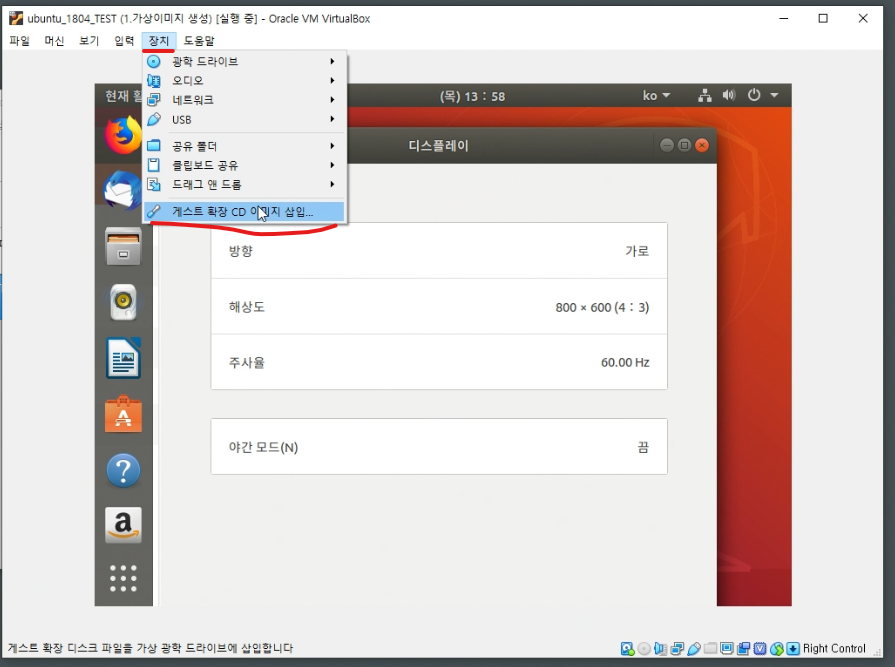 ubuntu_1804_TEST (1.가상이미지 생성) [실행 중] - Oracle VM VirtualBox
파일 머신 보기 입력 장치 도움말
광학 드라이브
오디오
네트워크
USB
공유 폴더
클립보드 공유
드래그 앤 드롭
게스트 확장 CD 이미지 삽입...
현재 활
(목) 13 : 58
ko
디스플레이
방향 가로
해상도 800 × 600 (4 : 3)
주사율 60.00 Hz
야간 모드(N) 끔
게스트 확장 디스크 파일을 가상 광학 드라이브에 삽입합니다
Right Control